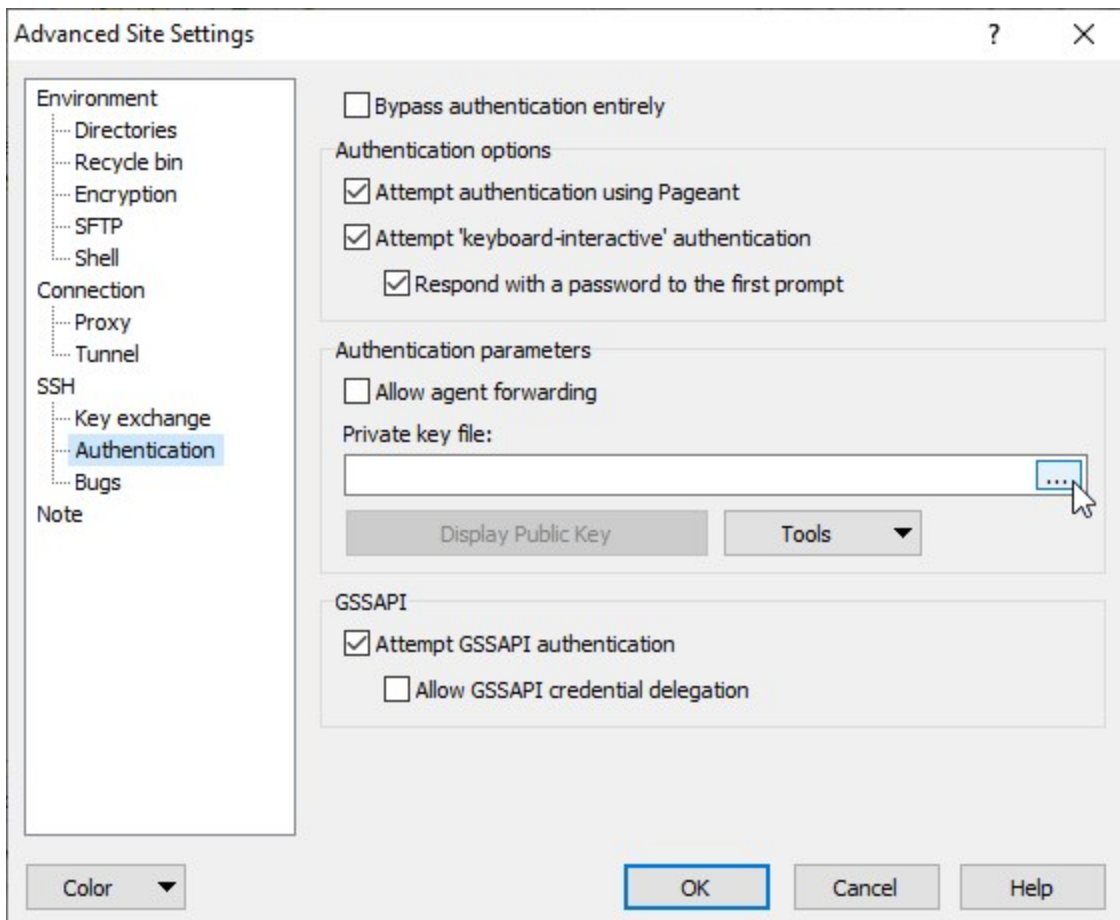 Advanced Site Settings
?
Environment
Directories
Recycle bin
Encryption
SFTP
Shell
Connection
Proxy
Tunnel
SSH
Key exchange
Authentication
Bugs
Note
Bypass authentication entirely
Authentication options
Attempt authentication using Pageant
Attempt 'keyboard-interactive' authentication
Respond with a password to the first prompt
Authentication parameters
Allow agent forwarding
Private key file:
...
Display Public Key
Tools
GSSAPI
Attempt GSSAPI authentication
Allow GSSAPI credential delegation
Color
OK
Cancel
Help